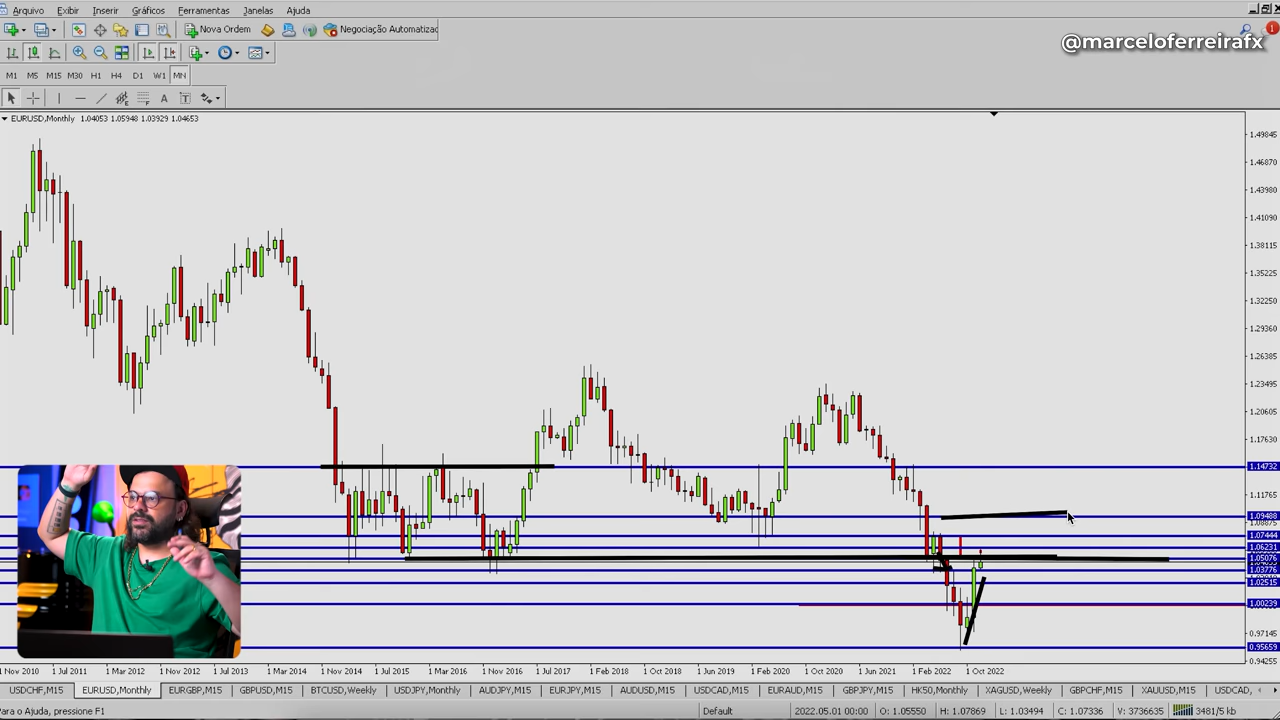 Arquivo Exibir Inserir Gráficos Ferramentas Janelas Ajuda
Nova Ordem Negociação Automatizad
1
@marceloferreirafx
M1 M5 M15 M30 H1 H4 D1 W1 MN
A T
EURUSD,Monthly 1.04053 1.05948 1.03929 1.04653
1.49845
1.46870
1.43980
1.41090
1.38115
1.35225
1.32250
1.29360
1.26385
1.23495
1.20605
1.17630
1.14732
1.11765
1.09488
1.08875
1.07444
1.06231
1.05076
1.03776
1.02515
1.00239
0.97145
0.95659
0.94255
1 Nov 2010 1 Jul 2011 1 Mar 2012 1 Nov 2012 1 Jul 2013 1 Mar 2014 1 Nov 2014 1 Jul 2015 1 Mar 2016 1 Nov 2016 1 Jul 2017 1 Feb 2018 1 Oct 2018 1 Jun 2019 1 Feb 2020 1 Oct 2020 1 Jun 2021 1 Feb 2022 1 Oct 2022
USDCHF,M15 EURUSD,Monthly EURGBP,M15 GBPUSD,M15 BTCUSD,Weekly USDJPY,Monthly AUDJPY,M15 EURJPY,M15 AUDUSD,M15 USDCAD,M15 EURAUD,M15 GBPJPY,M15 HK50,Monthly XAGUSD,Weekly GBPCHF,M15 XAUUSD,M15 USDCAD,
Para o Ajuda, pressione F1 Default 2022.05.01 00:00 O: 1.05550 H: 1.07869 L: 1.03494 C: 1.07336 V: 3736635 3481/5 kb